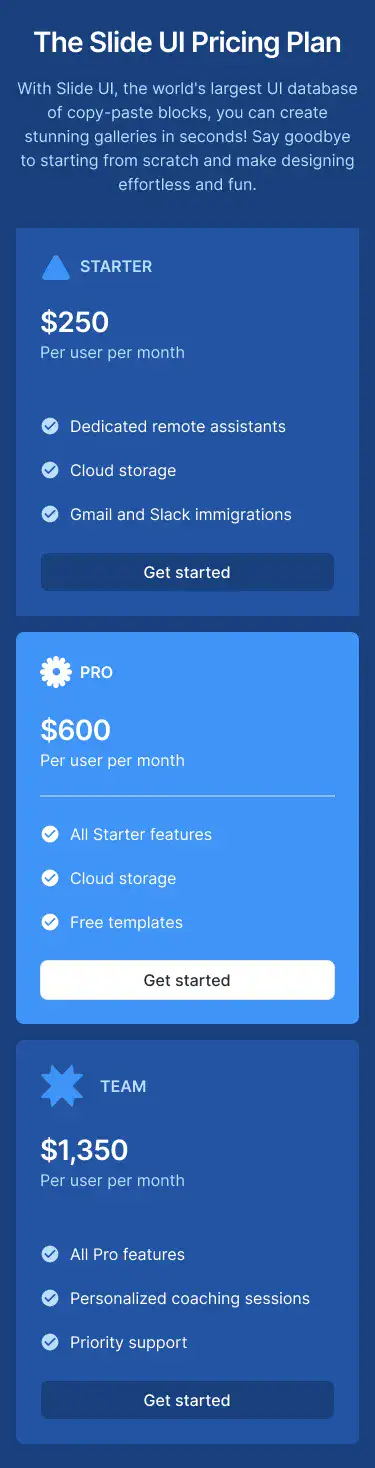 The Slide UI Pricing Plan
With Slide UI, the world's largest UI database
of copy-paste blocks, you can create
stunning galleries in seconds! Say goodbye
to starting from scratch and make designing
effortless and fun.
STARTER
$250
Per user per month
Dedicated remote assistants
Cloud storage
Gmail and Slack immigrations
Get started
PRO
$600
Per user per month
All Starter features
Cloud storage
Free templates
Get started
TEAM
$1,350
Per user per month
All Pro features
Personalized coaching sessions
Priority support
Get started